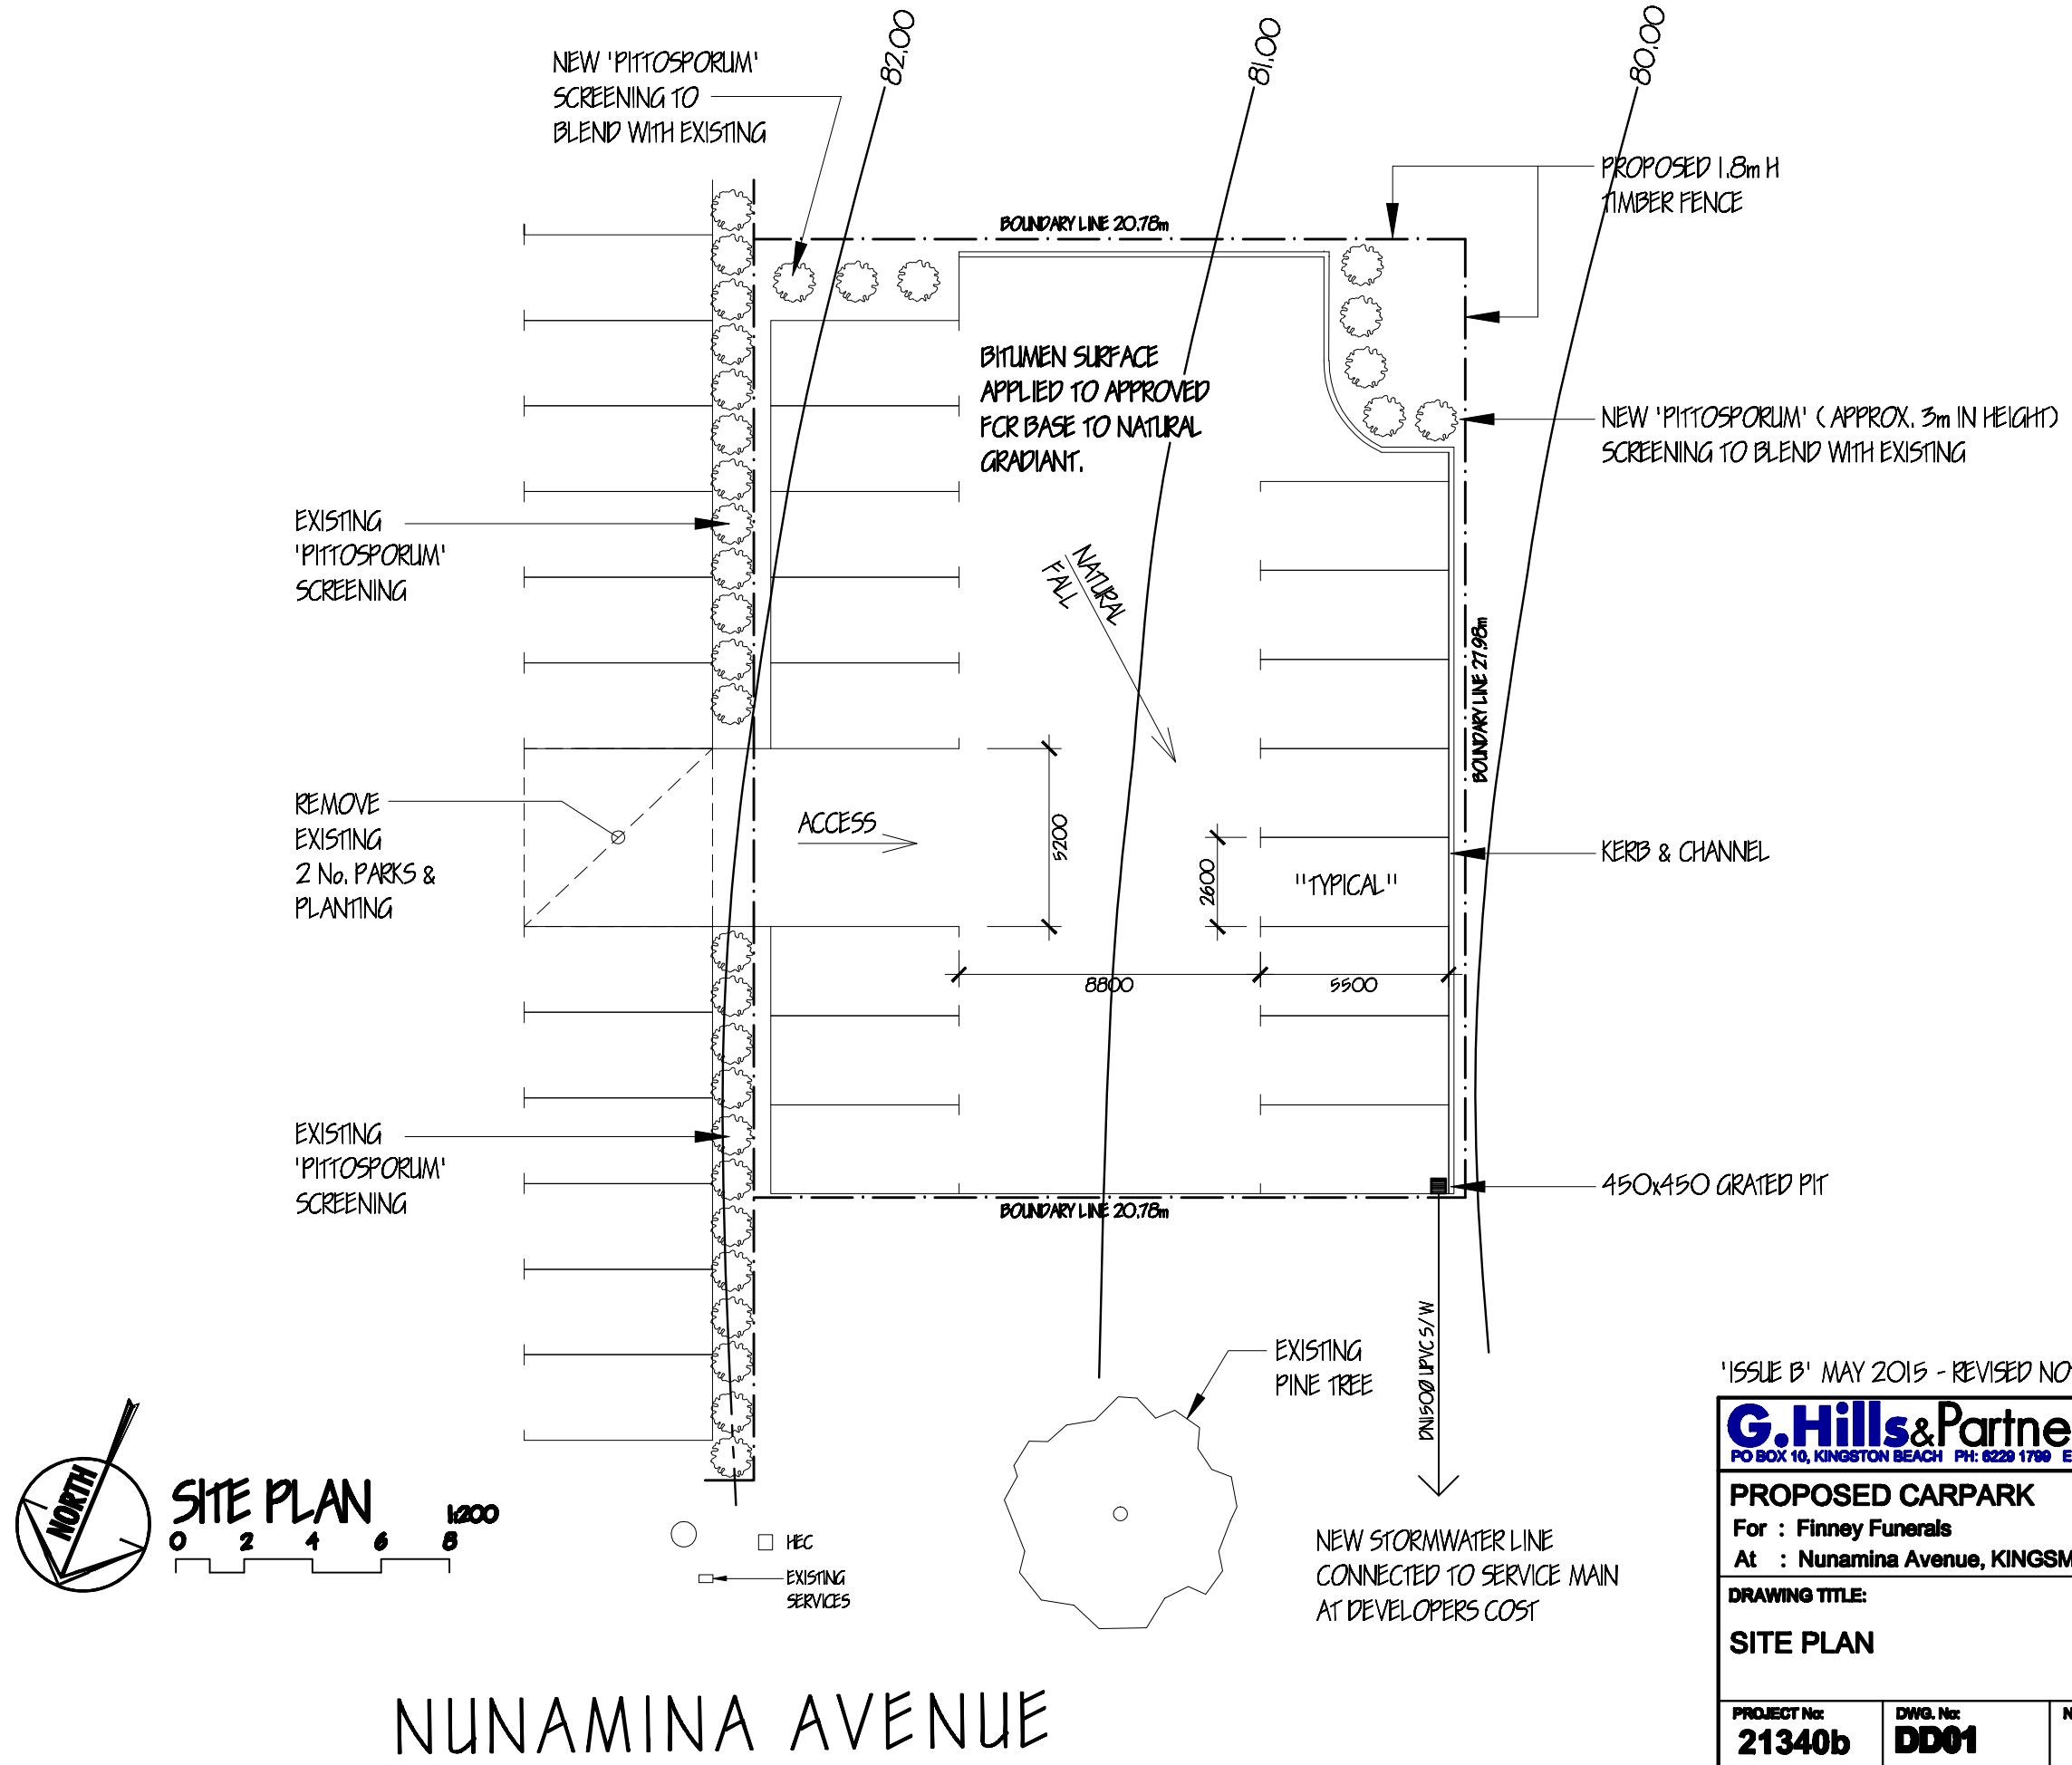 82.00
81.00
80.00
NEW 'PITTOSPORUM'
SCREENING TO
BLEND WITH EXISTING
PROPOSED 1.8m H
TIMBER FENCE
BOUNDARY LINE 20.78m
BITUMEN SURFACE
APPLIED TO APPROVED
FCR BASE TO NATURAL
GRADIANT.
NEW 'PITTOSPORUM' ( APPROX. 3m IN HEIGHT)
SCREENING TO BLEND WITH EXISTING
EXISTING
'PITTOSPORUM'
SCREENING
NATURAL
FALL
BOUNDARY LINE 27.98m
REMOVE
EXISTING
2 No. PARKS &
PLANTING
ACCESS
5200
2600
"TYPICAL"
KERB & CHANNEL
8800
5500
EXISTING
'PITTOSPORUM'
SCREENING
450x450 GRATED PIT
BOUNDARY LINE 20.78m
DN150Ø UPVC S/W
EXISTING
PINE TREE
NORTH
SITE PLAN 1:200
0 2 4 6 8
HEC
EXISTING
SERVICES
NEW STORMWATER LINE
CONNECTED TO SERVICE MAIN
AT DEVELOPERS COST
NUNAMINA AVENUE
'ISSUE B' MAY 2015 - REVISED
G.Hills&Partne
PO BOX 10, KINGSTON BEACH PH: 6229 1799 E
PROPOSED CARPARK
For : Finney Funerals
At : Nunamina Avenue, KINGSM
DRAWING TITLE:
SITE PLAN
PROJECT No:
21340b
DWG. No:
DD01